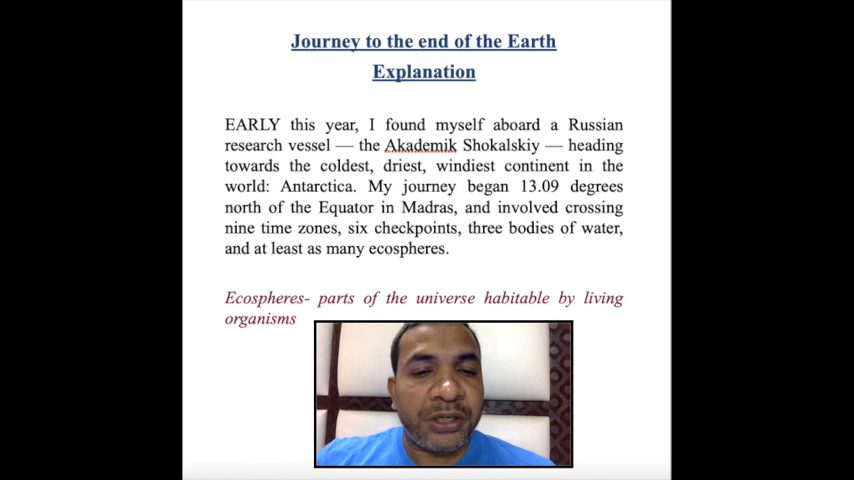 Journey to the end of the Earth
Explanation
EARLY this year, I found myself aboard a Russian
research vessel — the Akademik Shokalskiy — heading
towards the coldest, driest, windiest continent in the
world: Antarctica. My journey began 13.09 degrees
north of the Equator in Madras, and involved crossing
nine time zones, six checkpoints, three bodies of water,
and at least as many ecospheres.
Ecospheres- parts of the universe habitable by living
organisms